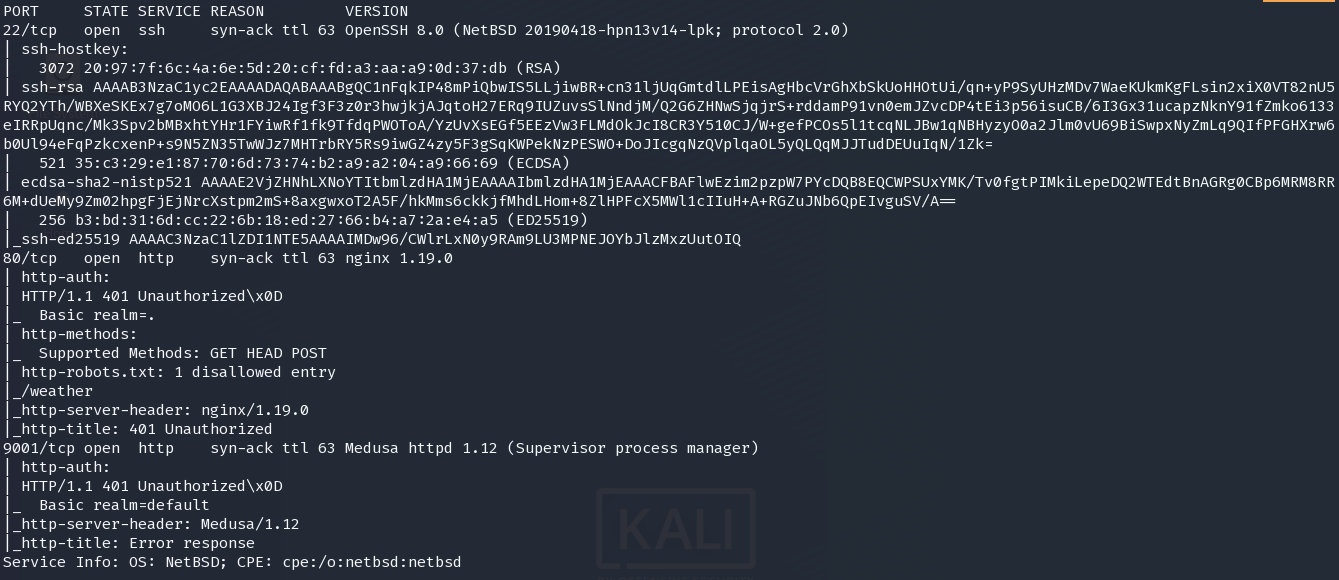 PORT     STATE SERVICE REASON         VERSION
22/tcp   open  ssh     syn-ack ttl 63 OpenSSH 8.0 (NetBSD 20190418-hpn13v14-lpk; protocol 2.0)
| ssh-hostkey:
|   3072 20:97:7f:6c:4a:6e:5d:20:cf:fd:a3:aa:a9:0d:37:db (RSA)
| ssh-rsa AAAAB3NzaC1yc2EAAAADAQABAAABgQC1nFqkIP48mPiQbwIS5LLjiwBR+cn31ljUqGmtdlLPEisAgHbcVrGhXbSkUoHHOtUi/qn+yP9SyUHzMDv7WaeKUkmKgFLsin2xiX0VT82nU5
RYQ2YTh/WBXeSKEx7g7oMO6L1G3XBJ24Igf3F3z0r3hwjkjAJqtoH27ERq9IUZuvsSlNndjM/Q2G6ZHNwSjqjrS+rddamP91vn0emJZvcDP4tEi3p56isuCB/6I3Gx31ucapzNknY91fZmko6133
eIRRpUqnc/Mk3Spv2bMBxhtYHr1FYiwRf1fk9TfdqPWOToA/YzUvXsEGf5EEzVw3FLMdOkJcI8CR3Y510CJ/W+gefPCOs5l1tcqNLJBw1qNBHyzyO0a2Jlm0vU69BiSwpxNyZmLq9QIfPFGHXrw6
b0Ul94eFqPzkcxenP+s9N5ZN35TwWJz7MHTrbRY5Rs9iwGZ4zy5F3gSqKWPekNzPESWO+DoJIcgqNzQVplqaOL5yQLQqMJJTudDEUuIqN/1Zk=
|   521 35:c3:29:e1:87:70:6d:73:74:b2:a9:a2:04:a9:66:69 (ECDSA)
| ecdsa-sha2-nistp521 AAAAE2VjZHNhLXNoYTItbmlzdHA1MjEAAAAIbmlzdHA1MjEAAACFBAFlwEzim2pzpW7PYcDQB8EQCWPSUxYMK/Tv0fgtPIMkiLepeDQ2WTEdtBnAGRg0CBp6MRM8RR
6M+dUeMy9Zm02hpgFjEjNrcXstpm2mS+8axgwxoT2A5F/hkMms6ckkjfMhdLHom+8ZlHPFcX5MWl1cIIuH+A+RGZuJNb6QpEIvguSV/A==
|   256 b3:bd:31:6d:cc:22:6b:18:ed:27:66:b4:a7:2a:e4:a5 (ED25519)
|_ssh-ed25519 AAAAC3NzaC1lZDI1NTE5AAAAIMDw96/CWlrLxN0y9RAm9LU3MPNEJOYbJlzMxzUutOIQ
80/tcp   open  http    syn-ack ttl 63 nginx 1.19.0
| http-auth:
| HTTP/1.1 401 Unauthorized\x0D
|_  Basic realm=.
| http-methods:
|_  Supported Methods: GET HEAD POST
| http-robots.txt: 1 disallowed entry
|_/weather
|_http-server-header: nginx/1.19.0
|_http-title: 401 Unauthorized
9001/tcp open  http    syn-ack ttl 63 Medusa httpd 1.12 (Supervisor process manager)
| http-auth:
| HTTP/1.1 401 Unauthorized\x0D
|_  Basic realm=default
|_http-server-header: Medusa/1.12
|_http-title: Error response
Service Info: OS: NetBSD; CPE: cpe:/o:netbsd:netbsd
KALI